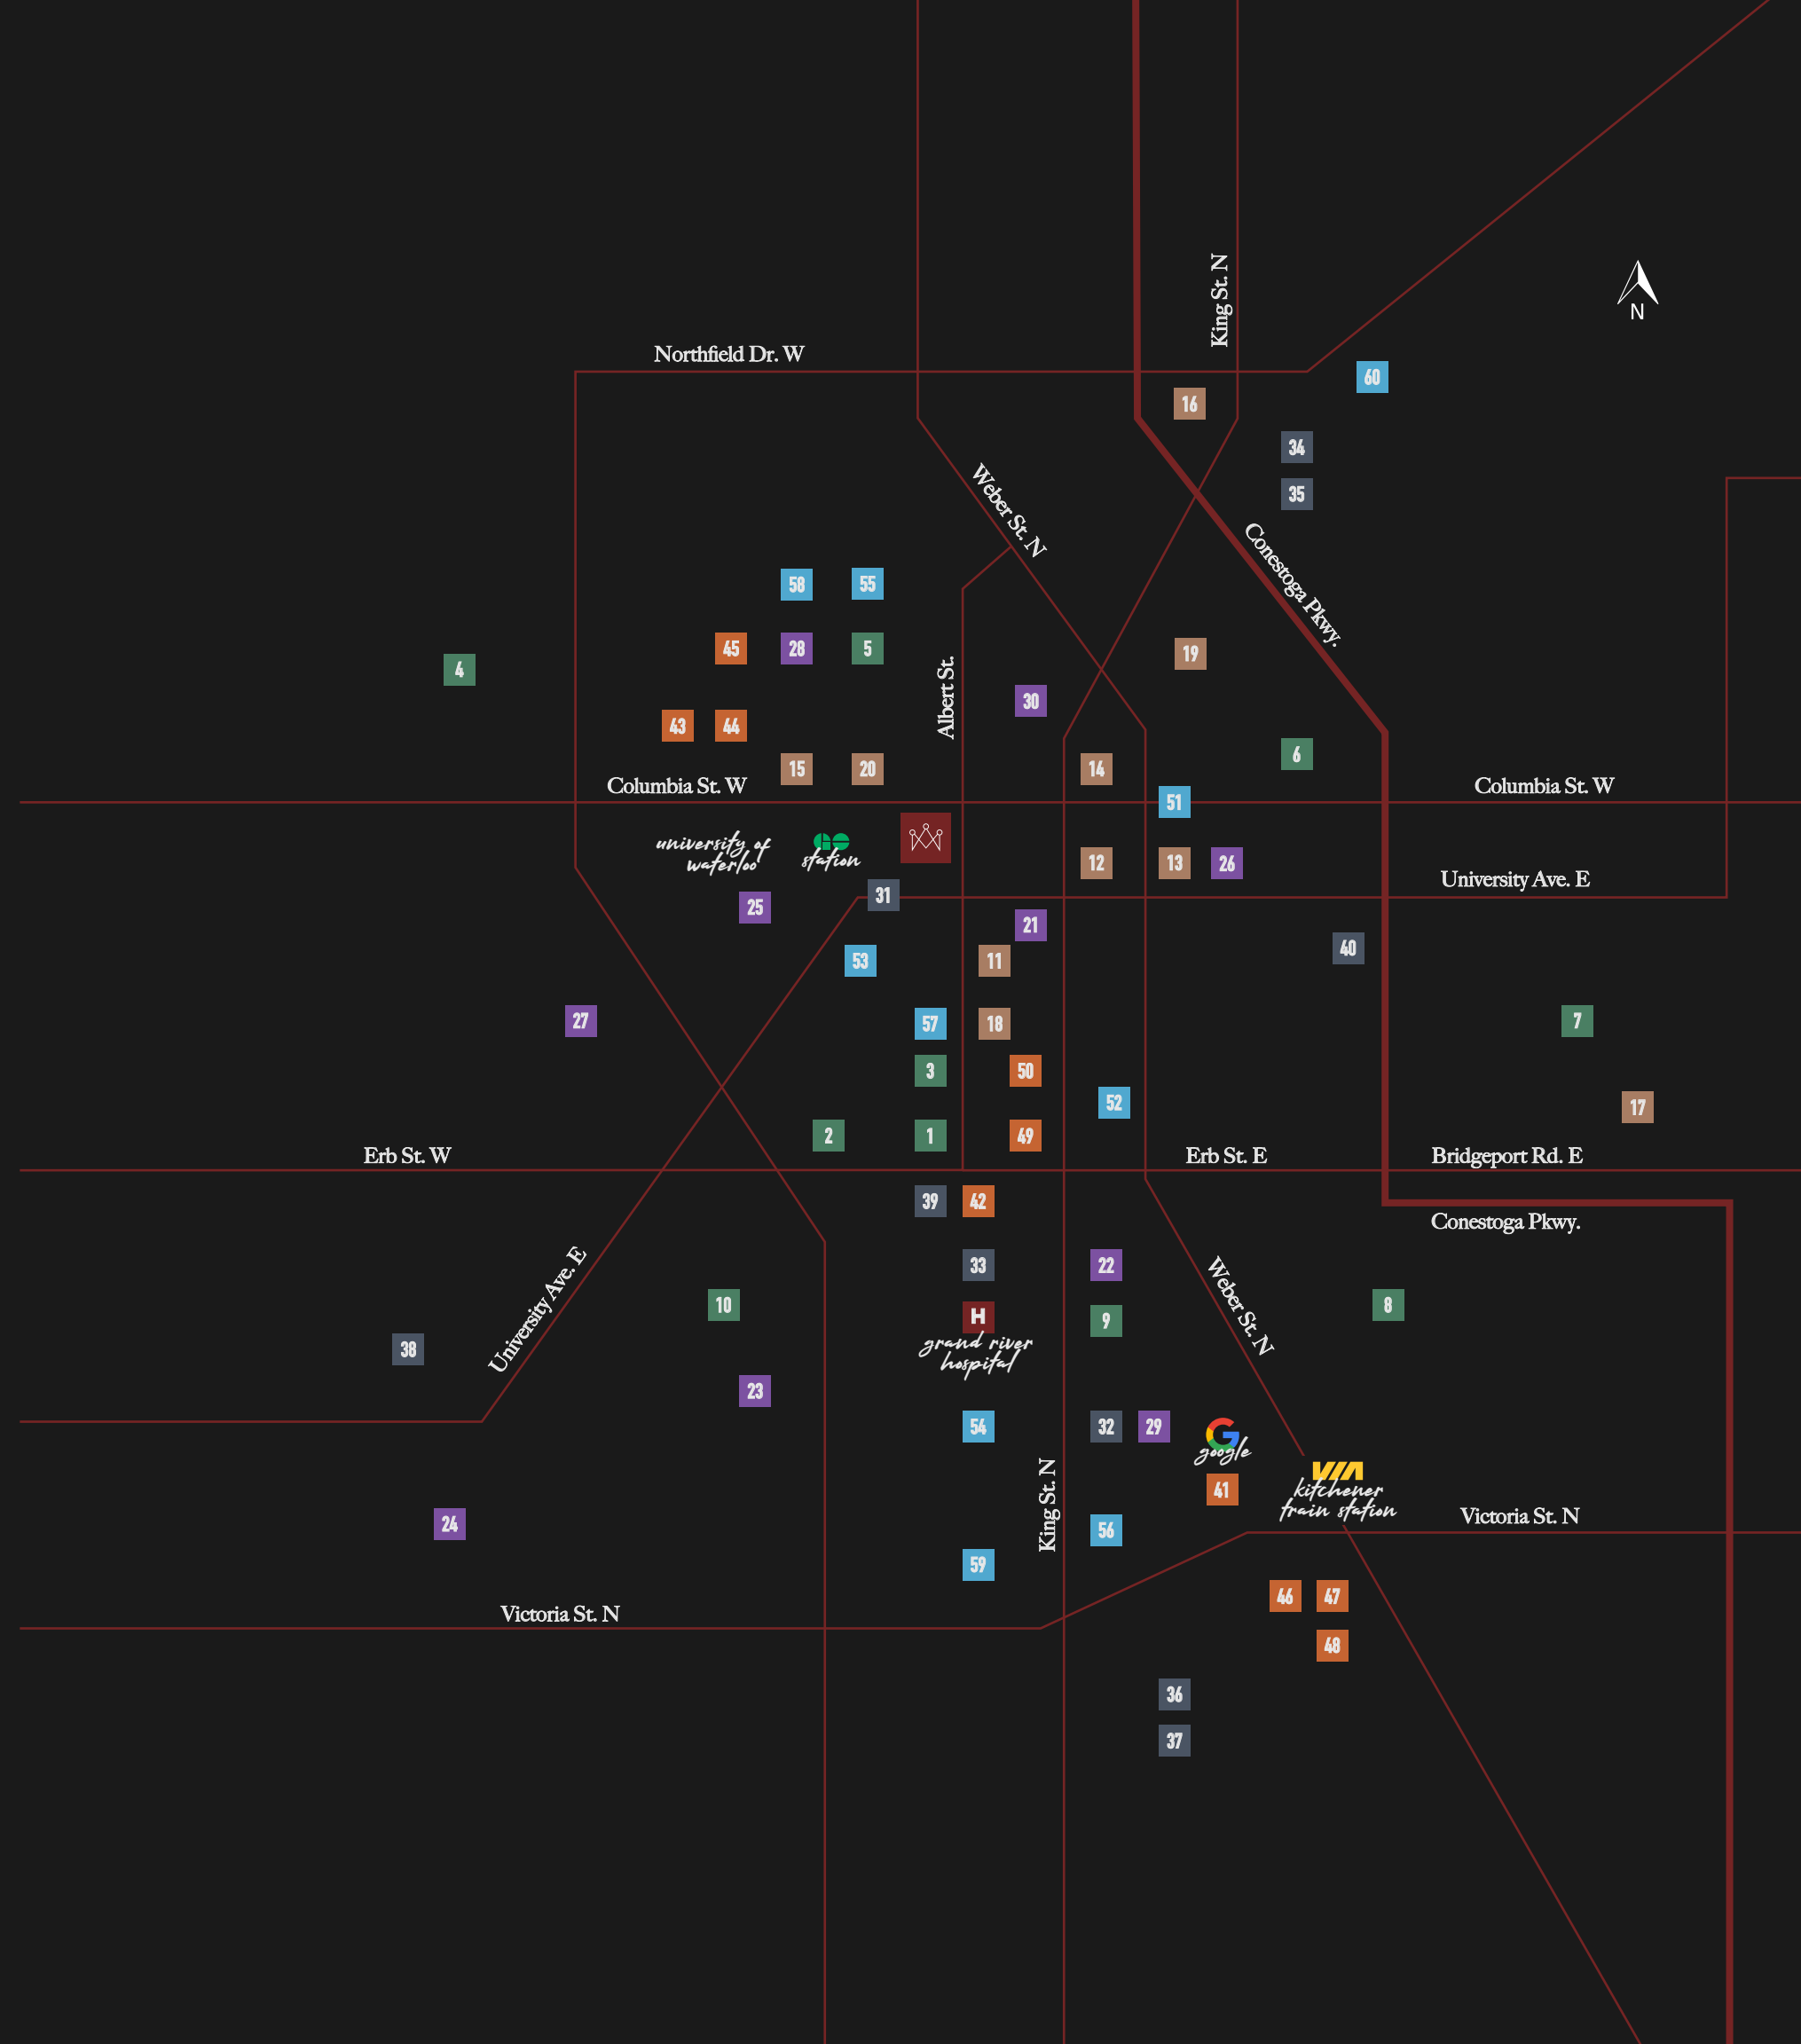 King St. N
N
Northfield Dr. W
60
16
34
Weber St. N
35
Conestoga Pkwy.
58
55
45
28
5
19
4
Albert St.
30
43
44
6
15
20
14
Columbia St. W
Columbia St. W
51
university of
waterloo
station
12
13
26
University Ave. E
31
25
21
40
53
11
27
57
18
7
3
50
52
17
2
1
49
Erb St. W
Erb St. E
Bridgeport Rd. E
39
42
Conestoga Pkwy.
33
22
Weber St. N
University Ave. E
10
H
9
8
grand river
hospital
38
23
54
32
29
G
google
VIA
kitchener
train station
41
King St. N
24
56
Victoria St. N
59
46
47
Victoria St. N
48
36
37